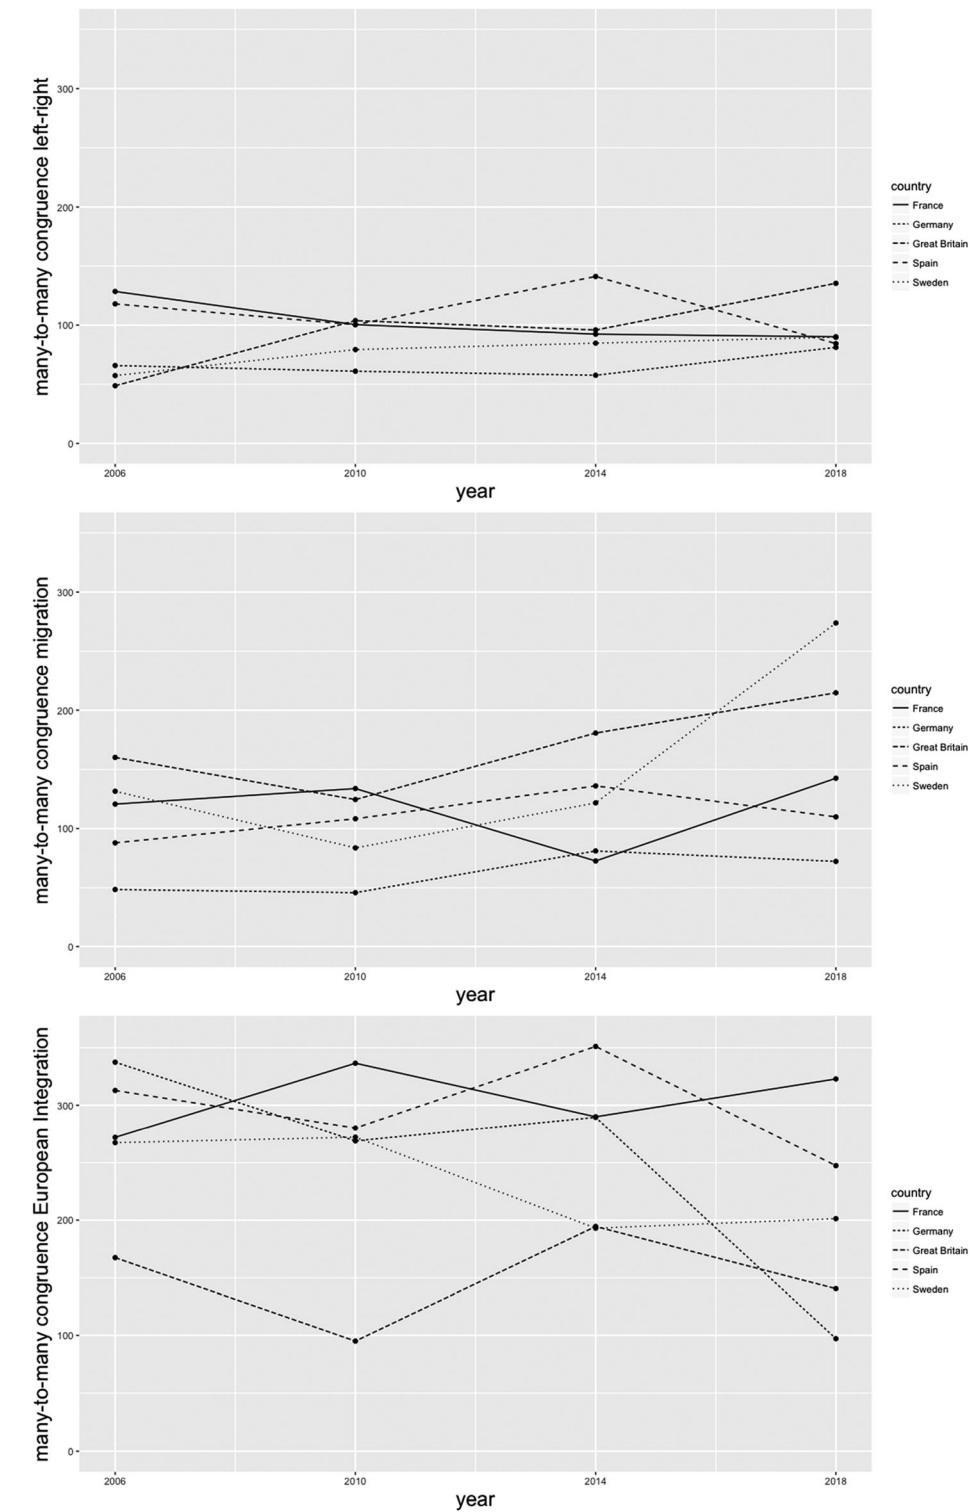 many-to-many congruence left-right
300
200
100
0
2006 2010 2014 2018
year
country
France
Germany
Great Britain
Spain
Sweden
many-to-many congruence migration
300
200
100
0
2006 2010 2014 2018
year
country
France
Germany
Great Britain
Spain
Sweden
many-to-many congruence European Integration
300
200
100
0
2006 2010 2014 2018
year
country
France
Germany
Great Britain
Spain
Sweden